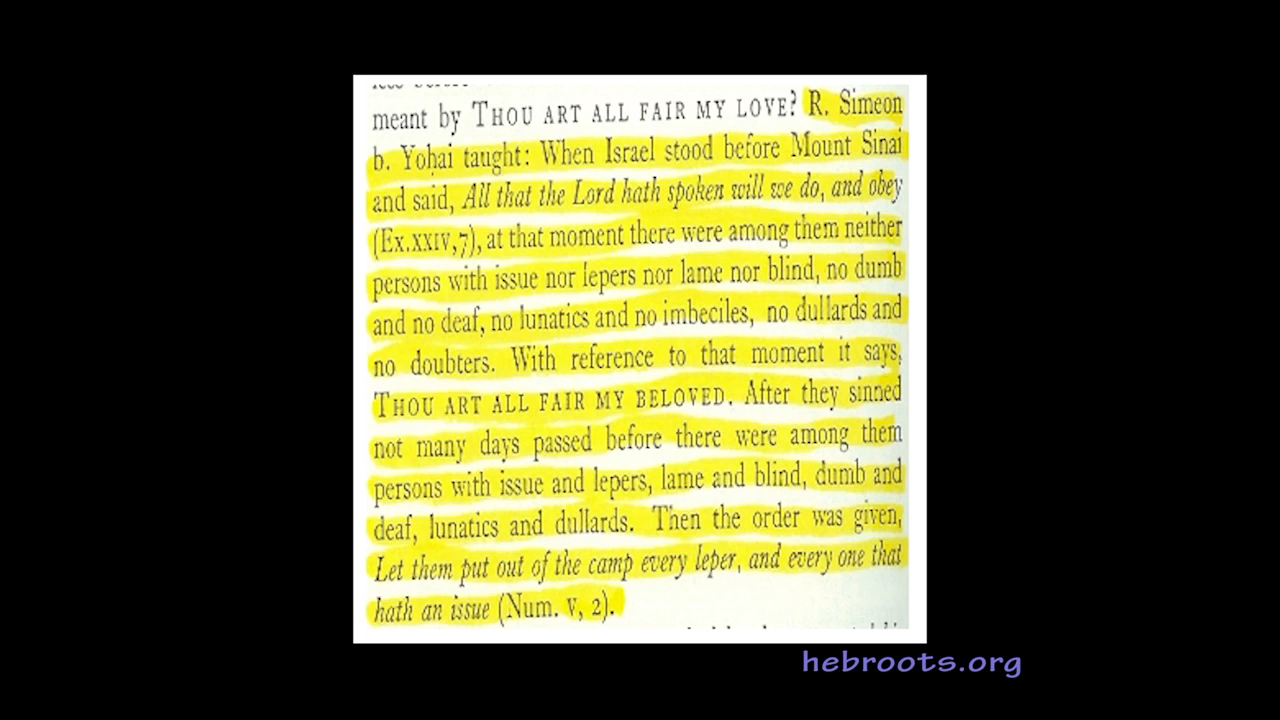 meant by THOU ART ALL FAIR MY LOVE? R. Simeon
b. Yoḥai taught: When Israel stood before Mount Sinai
and said, All that the Lord hath spoken will we do, and obey
(Ex.XXIV,7), at that moment there were among them neither
persons with issue nor lepers nor lame nor blind, no dumb
and no deaf, no lunatics and no imbeciles, no dullards and
no doubters. With reference to that moment it says,
THOU ART ALL FAIR MY BELOVED. After they sinned
not many days passed before there were among them
persons with issue and lepers, lame and blind, dumb and
deaf, lunatics and dullards. Then the order was given,
Let them put out of the camp every leper, and every one that
hath an issue (Num. V, 2).
hebroots.org